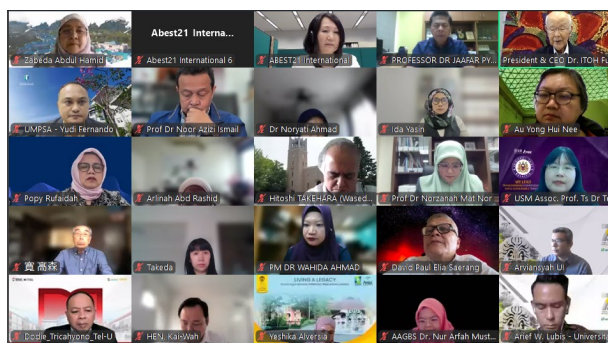 Abest21 Interna...
Zabeda Abdul Hamid
Abest21 International 6
ABEST21 International
PROFESSOR DR JAAFAR PY...
President & CEO Dr. ITOH Fu
UMPSA - Yudi Fernando
Prof Dr Noor Azizi Ismail
Dr Noryati Ahmad
Ida Yasin
Au Yong Hui Nee
Popy Rufaidah
Arlinah Abd Rashid
Hitoshi TAKEHARA (Wased...
Prof Dr Norzanah Mat Nor
USM Assoc. Prof. Ts Dr T
寛 高森
Takeda
PM DR WAHIDA AHMAD
David Paul Elia Saerang
Arviansyah UI
LIVING A LEGACY
Dodie_Tricahyono_Tel-U
HEN, Kai-Wah
Yeshika Alversia
AAGBS Dr. Nur Arfah Must...
Arief W. Lubis - Universit